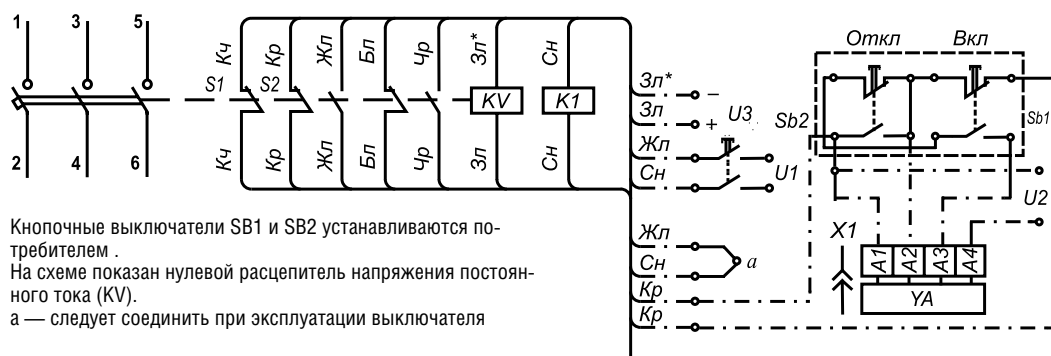 1 3 5
2 4 6
S1 S2
Кч Кр Жл Бл Чр Зл* Сн
KV K1
Кч Кр Жл Бл Чр Зл Сн
Зл* −
Зл + U3
Жл
Сн U1
Жл
Сн a
Кр
Кр
Откл Вкл
Sb2 Sb1
U2
X1
A1 A2 A3 A4
YA
Кнопочные выключатели SB1 и SB2 устанавливаются по-
требителем .
На схеме показан нулевой расцепитель напряжения постоян-
ного тока (KV).
а — следует соединить при эксплуатации выключателя